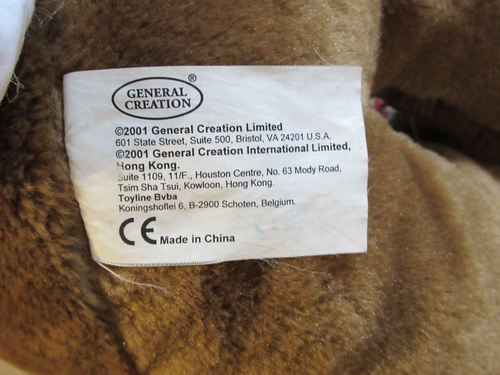 GENERAL
CREATION
®
©2001 General Creation Limited
601 State Street, Suite 500, Bristol, VA 24201 U.S.A.
©2001 General Creation International Limited,
Hong Kong.
Suite 1109, 11/F., Houston Centre, No. 63 Mody Road,
Tsim Sha Tsui, Kowloon, Hong Kong.
Toyline Bvba
Koningshoflei 6, B-2900 Schoten, Belgium.
CE Made in China